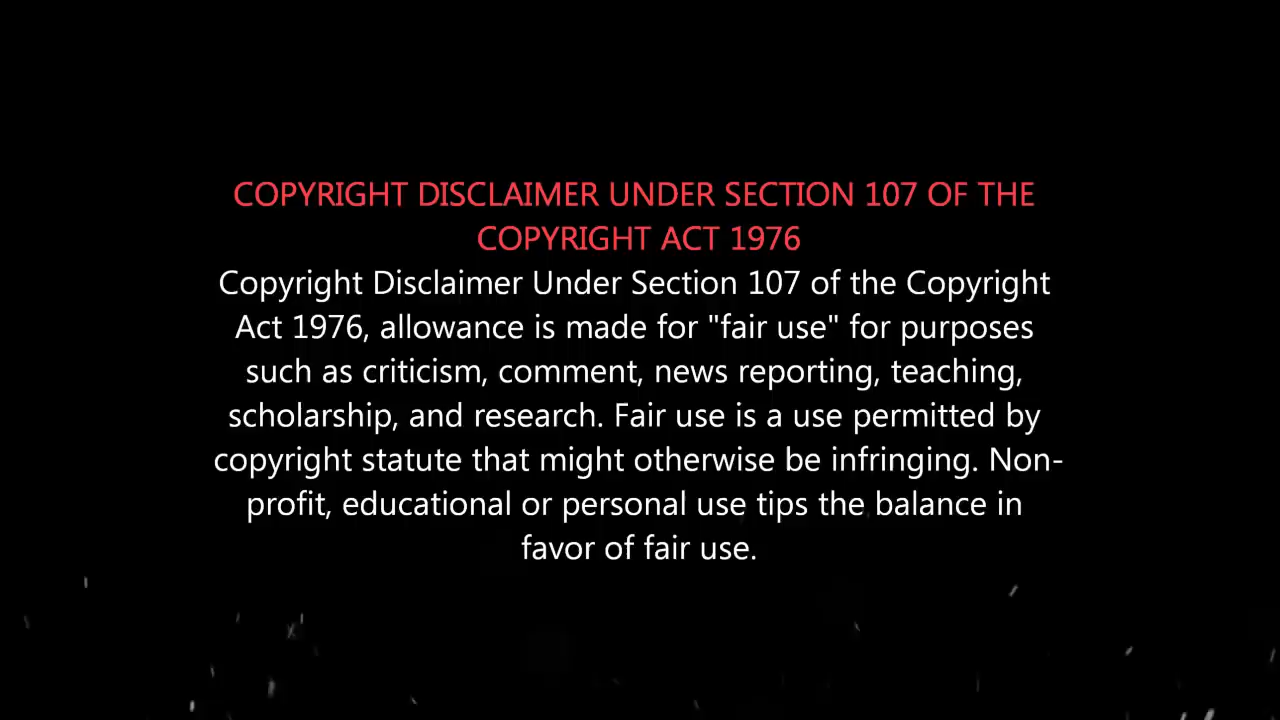 COPYRIGHT DISCLAIMER UNDER SECTION 107 OF THE
COPYRIGHT ACT 1976
Copyright Disclaimer Under Section 107 of the Copyright
Act 1976, allowance is made for "fair use" for purposes
such as criticism, comment, news reporting, teaching,
scholarship, and research. Fair use is a use permitted by
copyright statute that might otherwise be infringing. Non-
profit, educational or personal use tips the balance in
favor of fair use.